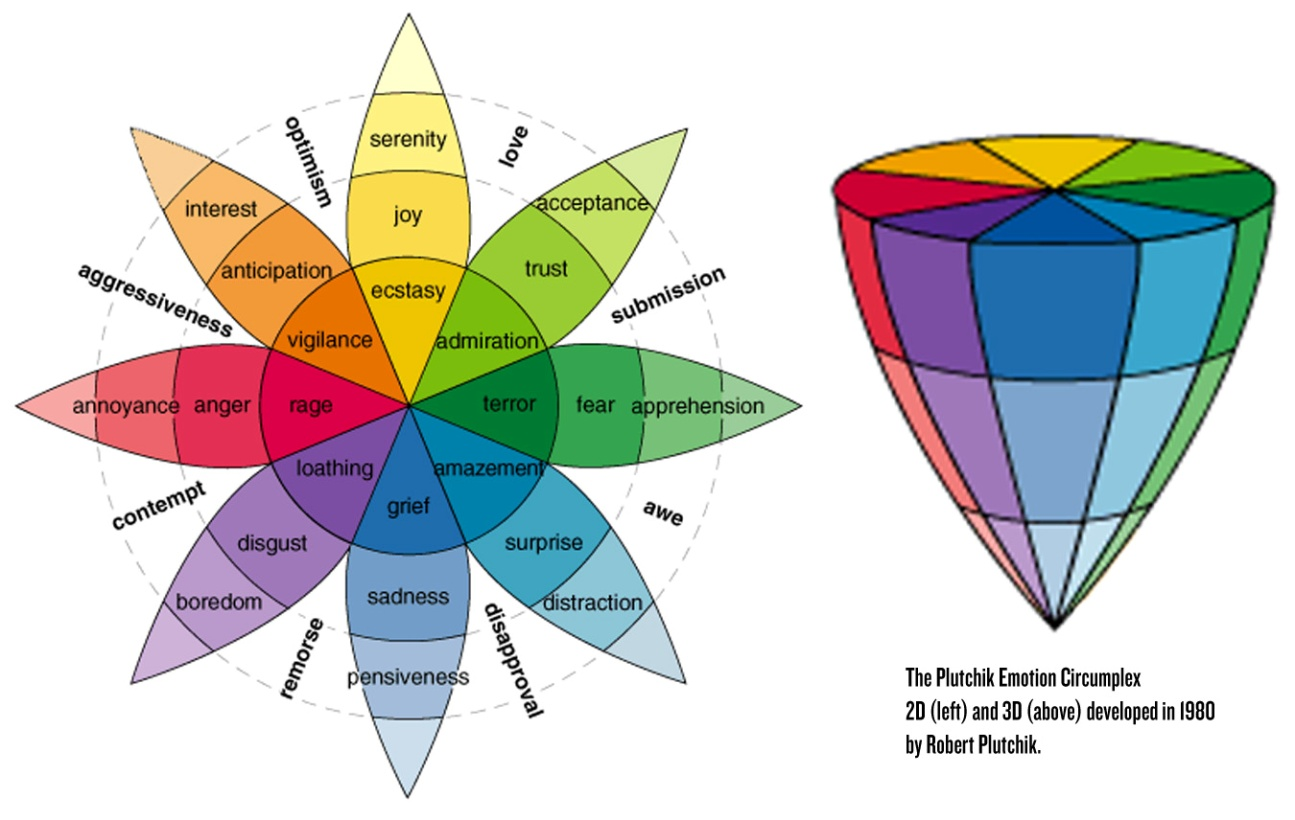 optimism
serenity
love
interest
joy
acceptance
anticipation
ecstasy
trust
aggressiveness
vigilance
admiration
submission
annoyance
anger
rage
terror
fear
apprehension
loathing
amazement
grief
contempt
awe
disgust
surprise
boredom
sadness
distraction
remorse
pensiveness
disapproval
The Plutchik Emotion Circumplex
2D (left) and 3D (above) developed in 1980
by Robert Plutchik.